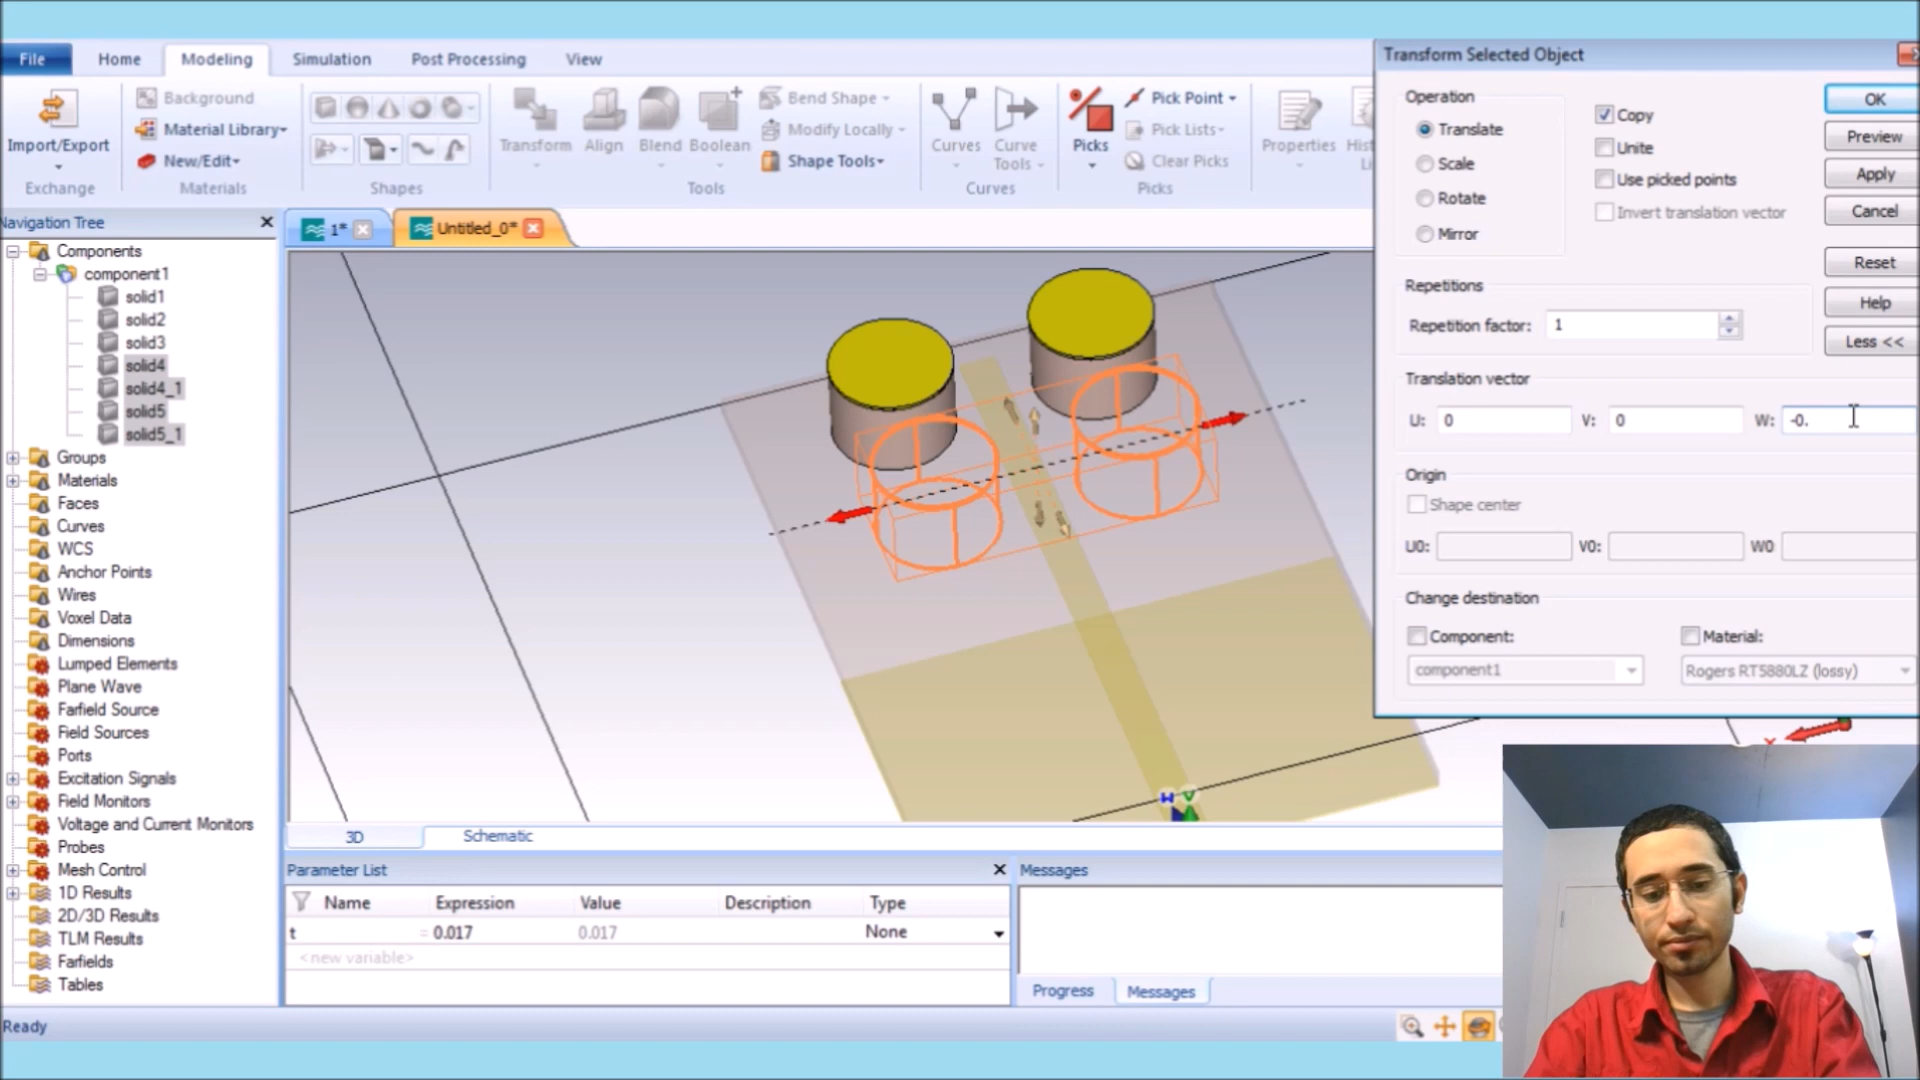 File Home Modeling Simulation Post Processing View
Import/Export
Exchange
Background
Material Library
New/Edit
Materials
Shapes
Transform Align Blend Boolean
Bend Shape
Modify Locally
Shape Tools
Tools
Curves Curve Tools
Curves
Picks
Pick Point
Pick Lists
Clear Picks
Picks
Properties
Navigation Tree
Components
component1
solid1
solid2
solid3
solid4
solid4_1
solid5
solid5_1
Groups
Materials
Faces
Curves
WCS
Anchor Points
Wires
Voxel Data
Dimensions
Lumped Elements
Plane Wave
Farfield Source
Field Sources
Ports
Excitation Signals
Field Monitors
Voltage and Current Monitors
Probes
Mesh Control
1D Results
2D/3D Results
TLM Results
Farfields
Tables
Ready
1* Untitled_0*
W V
x
3D Schematic
Parameter List
Name Expression Value Description Type
t = 0.017 0.017 None
<new variable>
Messages
Progress Messages
Transform Selected Object
Operation
Translate
Scale
Rotate
Mirror
Copy
Unite
Use picked points
Invert translation vector
OK
Preview
Apply
Cancel
Reset
Help
Less <<
Repetitions
Repetition factor: 1
Translation vector
U: 0 V: 0 W: -0.
Origin
Shape center
U0: V0: W0
Change destination
Component: Material:
component1 Rogers RT5880LZ (lossy)